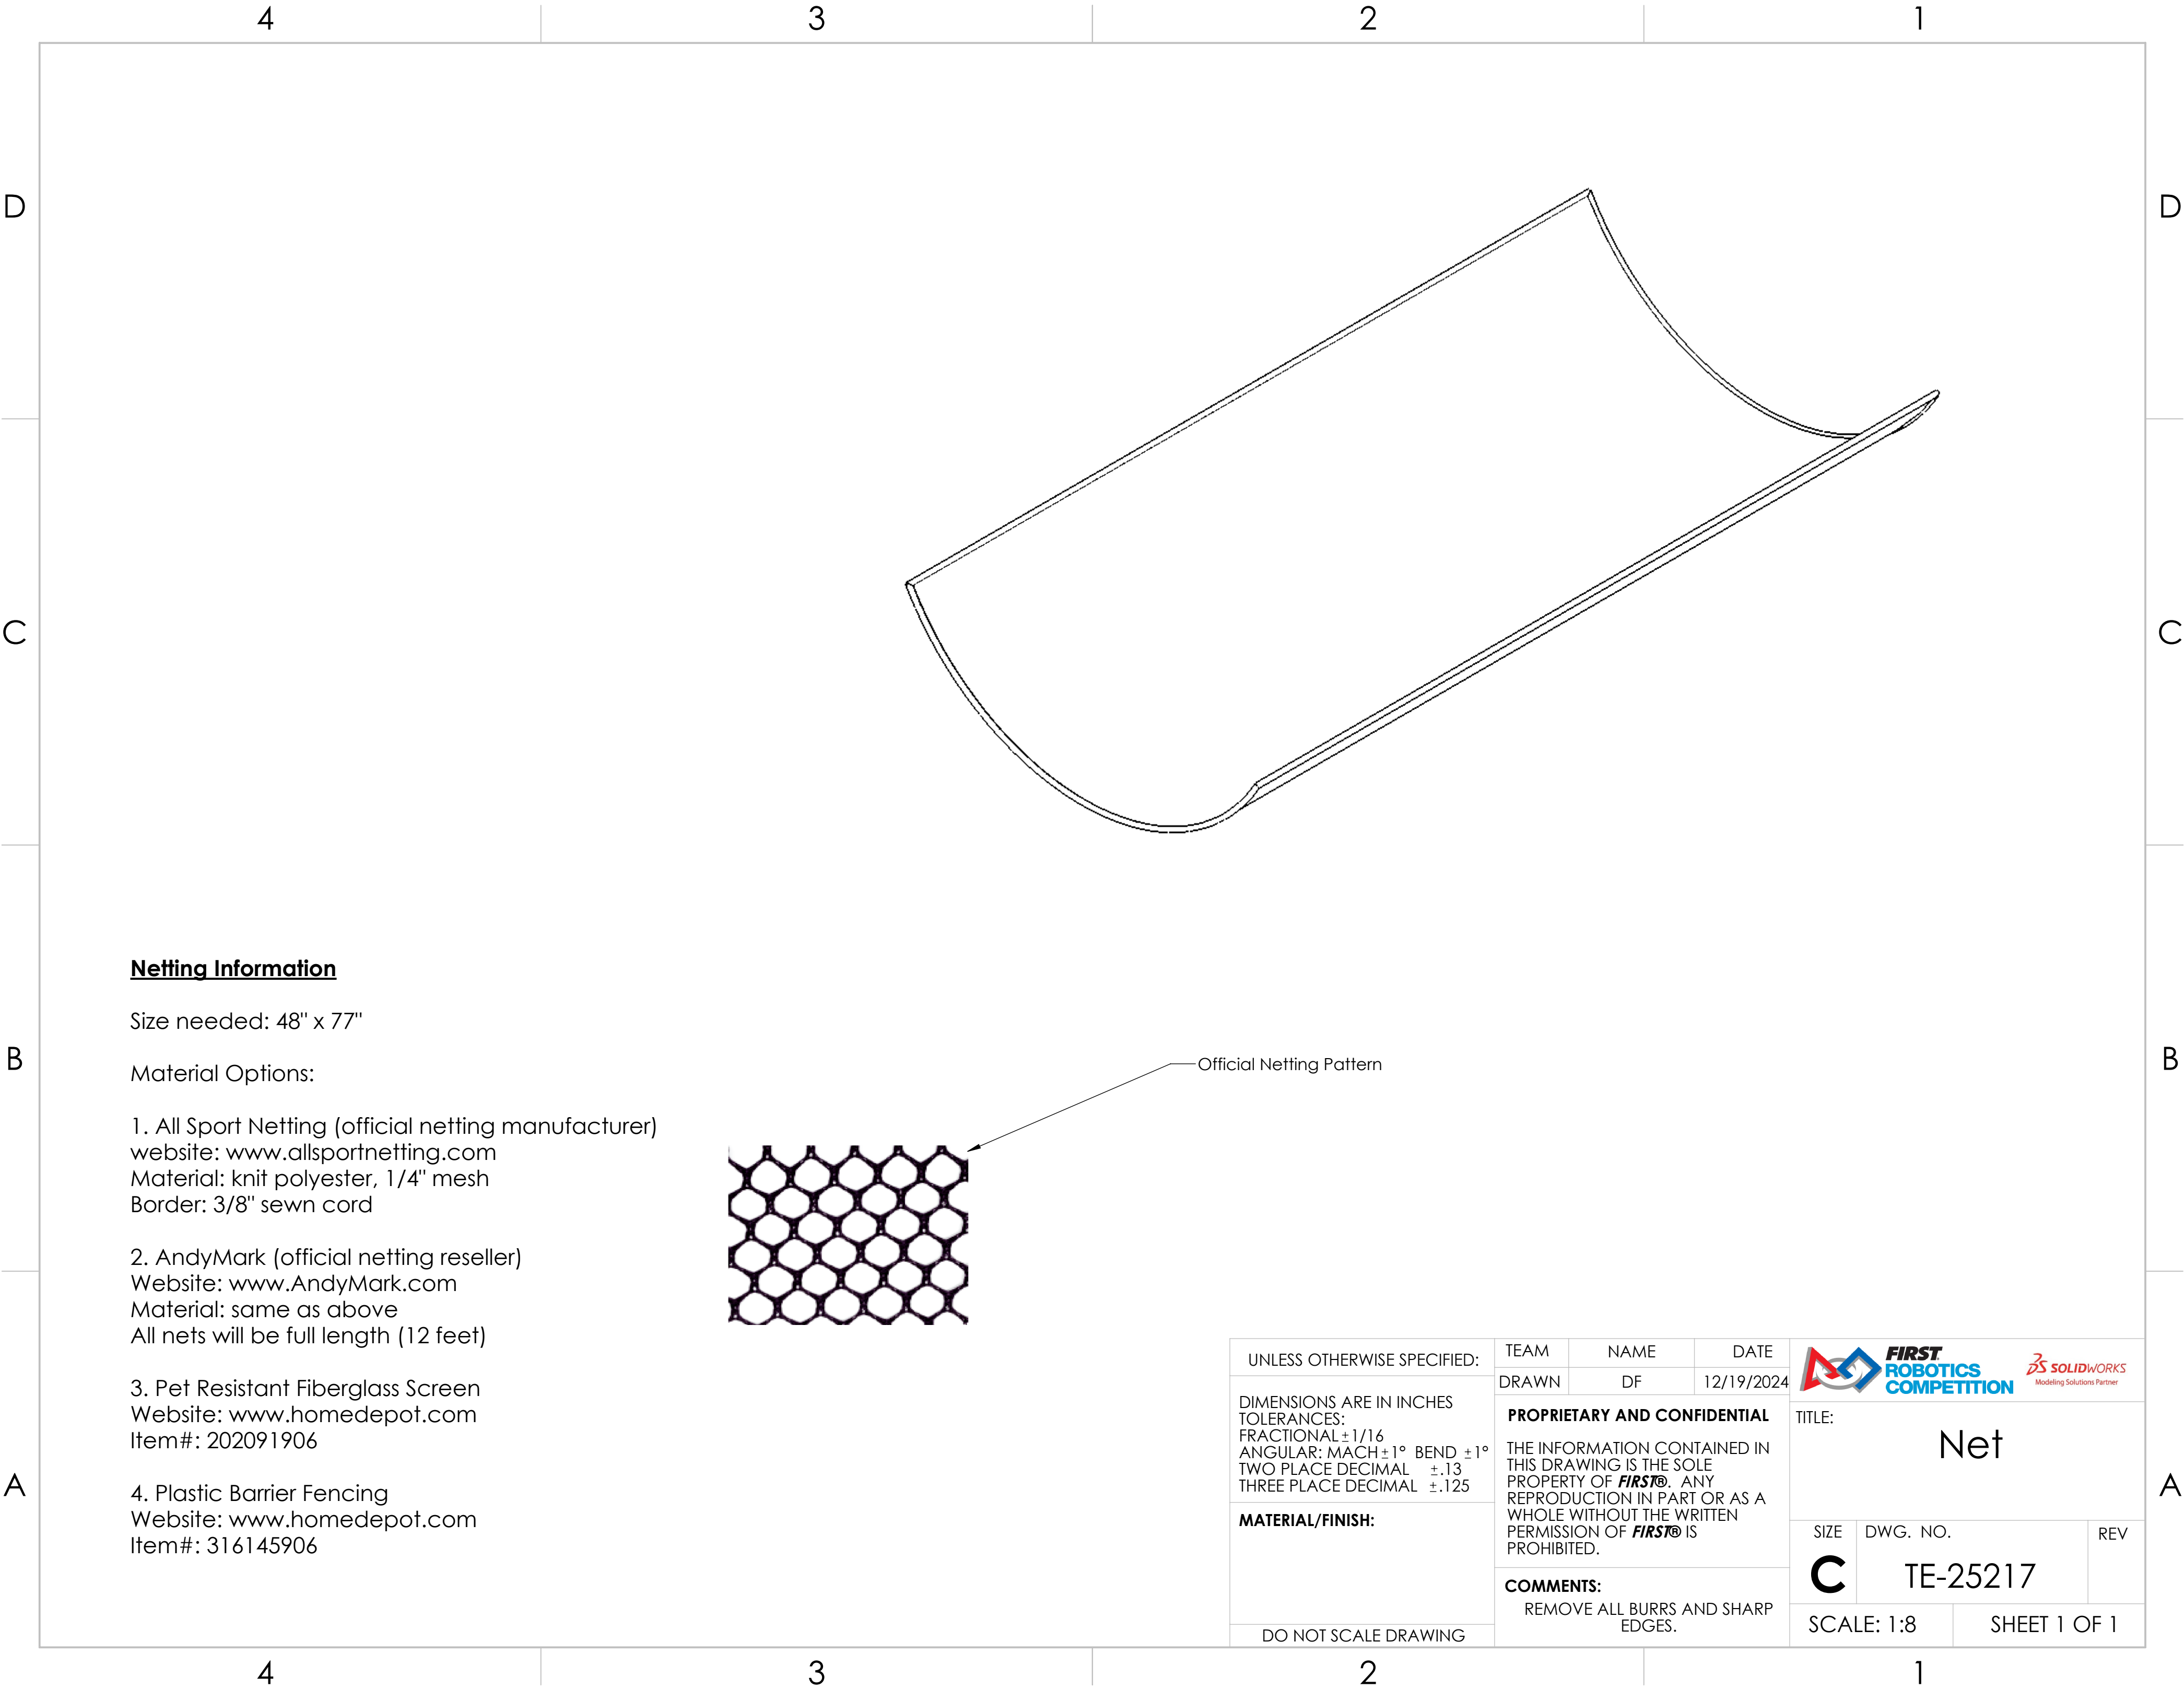 4 3 2 1
D D
C C
B B
A A
Netting Information
Size needed: 48" x 77"
Material Options:
1. All Sport Netting (official netting manufacturer)
website: www.allsportnetting.com
Material: knit polyester, 1/4" mesh
Border: 3/8" sewn cord
2. AndyMark (official netting reseller)
Website: www.AndyMark.com
Material: same as above
All nets will be full length (12 feet)
3. Pet Resistant Fiberglass Screen
Website: www.homedepot.com
Item#: 202091906
4. Plastic Barrier Fencing
Website: www.homedepot.com
Item#: 316145906
Official Netting Pattern
UNLESS OTHERWISE SPECIFIED:
DIMENSIONS ARE IN INCHES
TOLERANCES:
FRACTIONAL ±1/16
ANGULAR: MACH ±1° BEND ±1°
TWO PLACE DECIMAL ±.13
THREE PLACE DECIMAL ±.125
MATERIAL/FINISH:
DO NOT SCALE DRAWING
TEAM NAME DATE
DRAWN DF 12/19/2024
PROPRIETARY AND CONFIDENTIAL
THE INFORMATION CONTAINED IN
THIS DRAWING IS THE SOLE
PROPERTY OF FIRST®. ANY
REPRODUCTION IN PART OR AS A
WHOLE WITHOUT THE WRITTEN
PERMISSION OF FIRST® IS
PROHIBITED.
COMMENTS:
REMOVE ALL BURRS AND SHARP
EDGES.
FIRST
ROBOTICS
COMPETITION
SOLIDWORKS
Modeling Solutions Partner
TITLE:
Net
SIZE DWG. NO. REV
C TE-25217
SCALE: 1:8 SHEET 1 OF 1
4 3 2 1